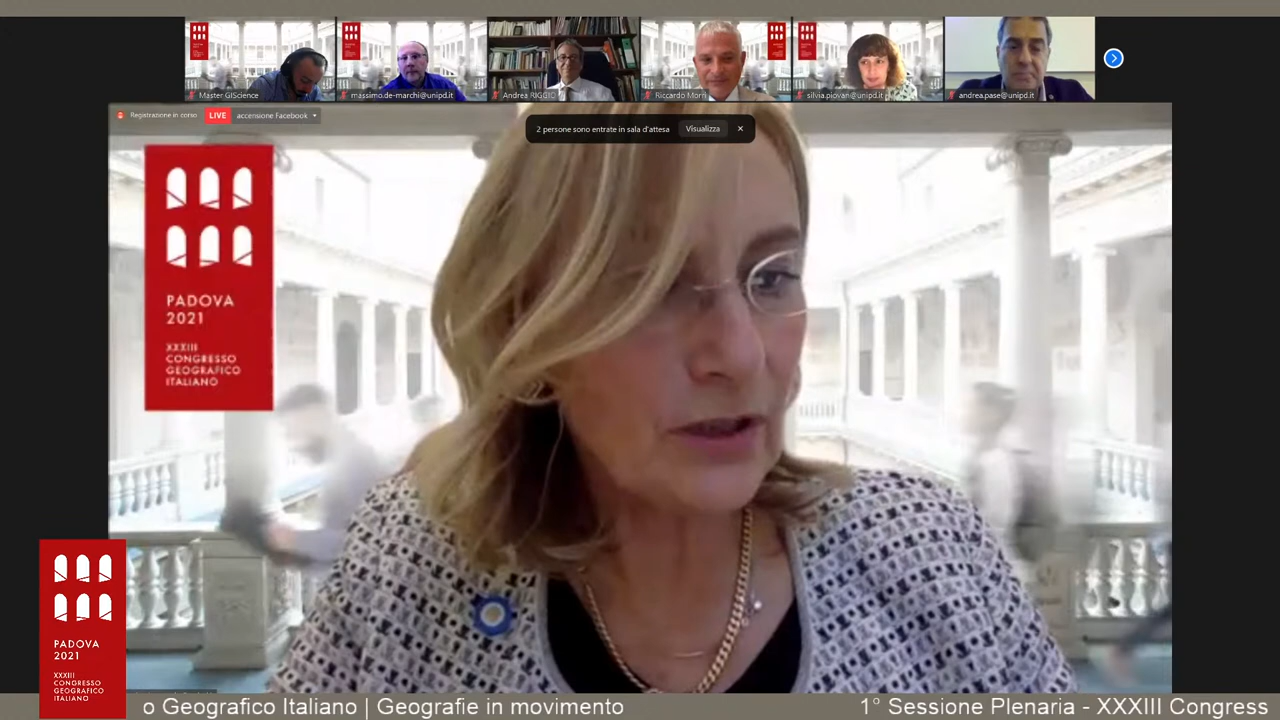 Master GIScience
massimo.de-marchi@unipd.it
Andrea RIGGIO
Riccardo Morri
silvia.piovan@unipd.it
andrea.pase@unipd.it
Registrazione in corso
LIVE
accensione Facebook
2 persone sono entrate in sala d'attesa
Visualizza
PADOVA
2021
XXXIII
CONGRESSO
GEOGRAFICO
ITALIANO
PADOVA
2021
XXXIII
CONGRESSO
GEOGRAFICO
ITALIANO
o Geografico Italiano | Geografie in movimento
1° Sessione Plenaria - XXXIII Congress